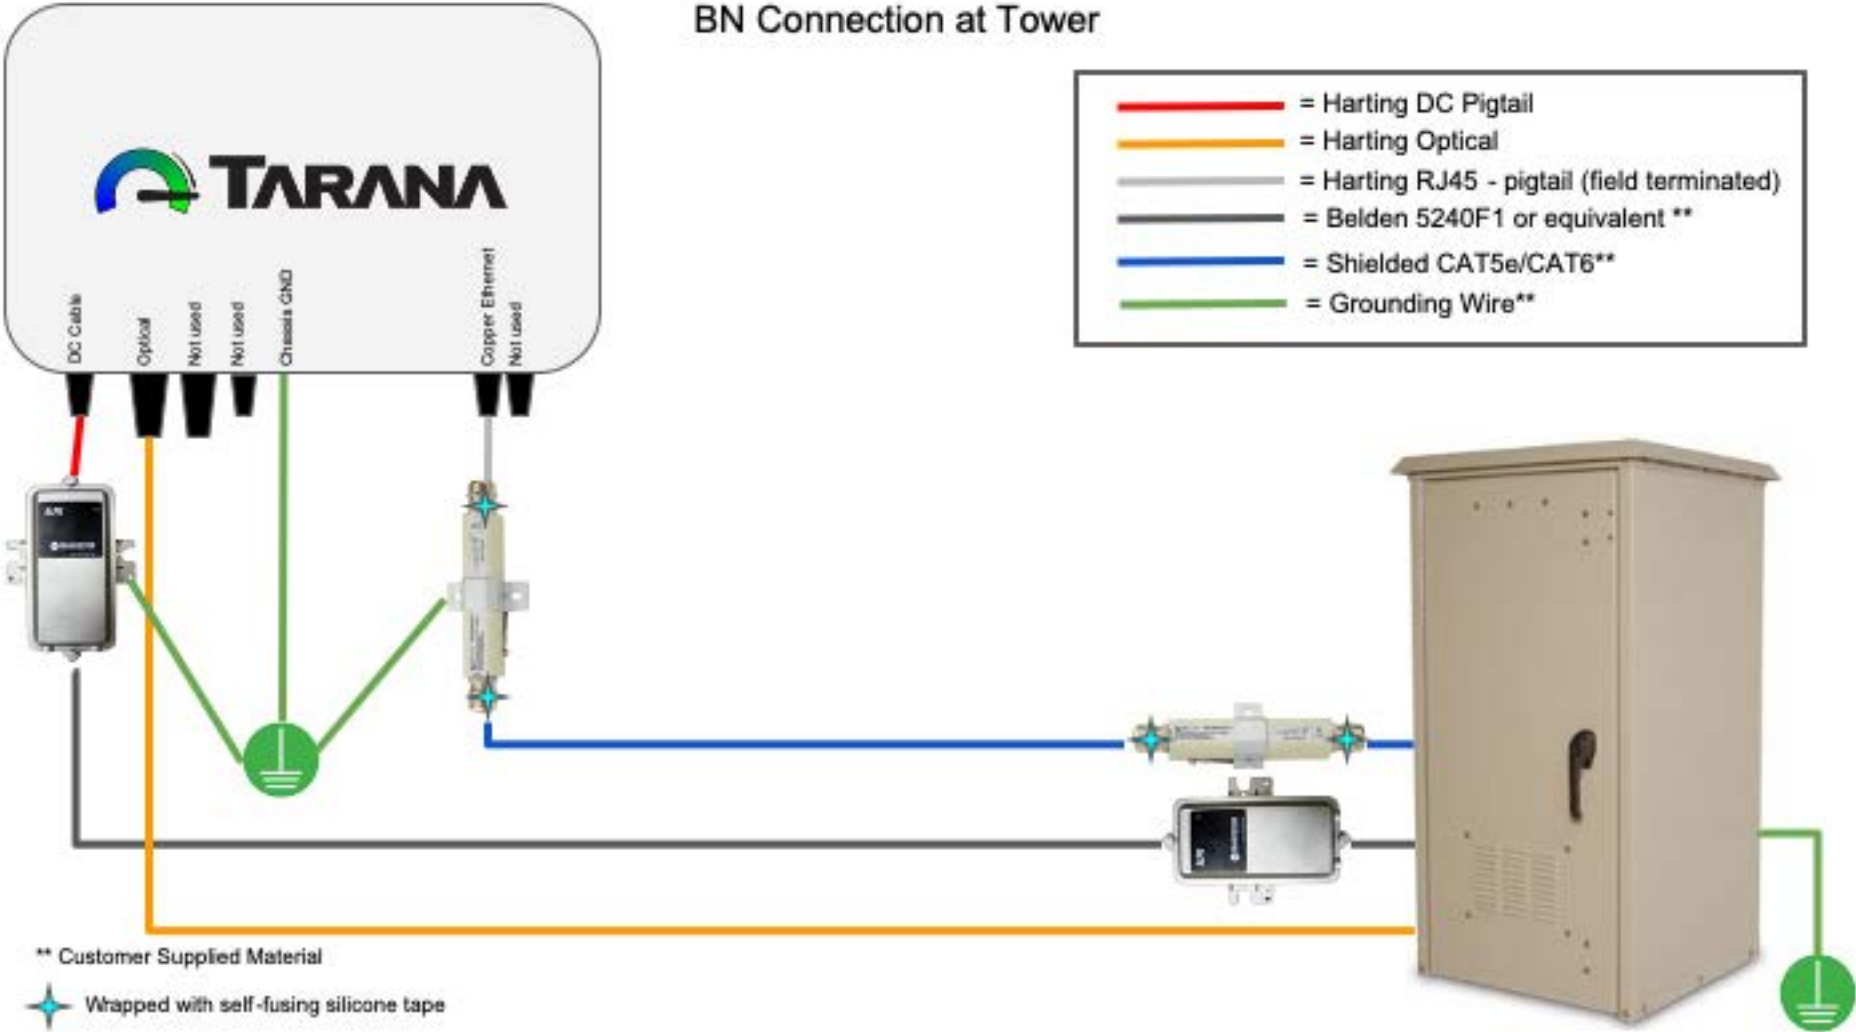 BN Connection at Tower
= Harting DC Pigtail
= Harting Optical
= Harting RJ45 - pigtail (field terminated)
= Belden 5240F1 or equivalent **
= Shielded CAT5e/CAT6**
= Grounding Wire**
TARANA
DC Cable
Optical
Not used
Not used
Chassis GND
Copper Ethernet
Not used
** Customer Supplied Material
Wrapped with self-fusing silicone tape